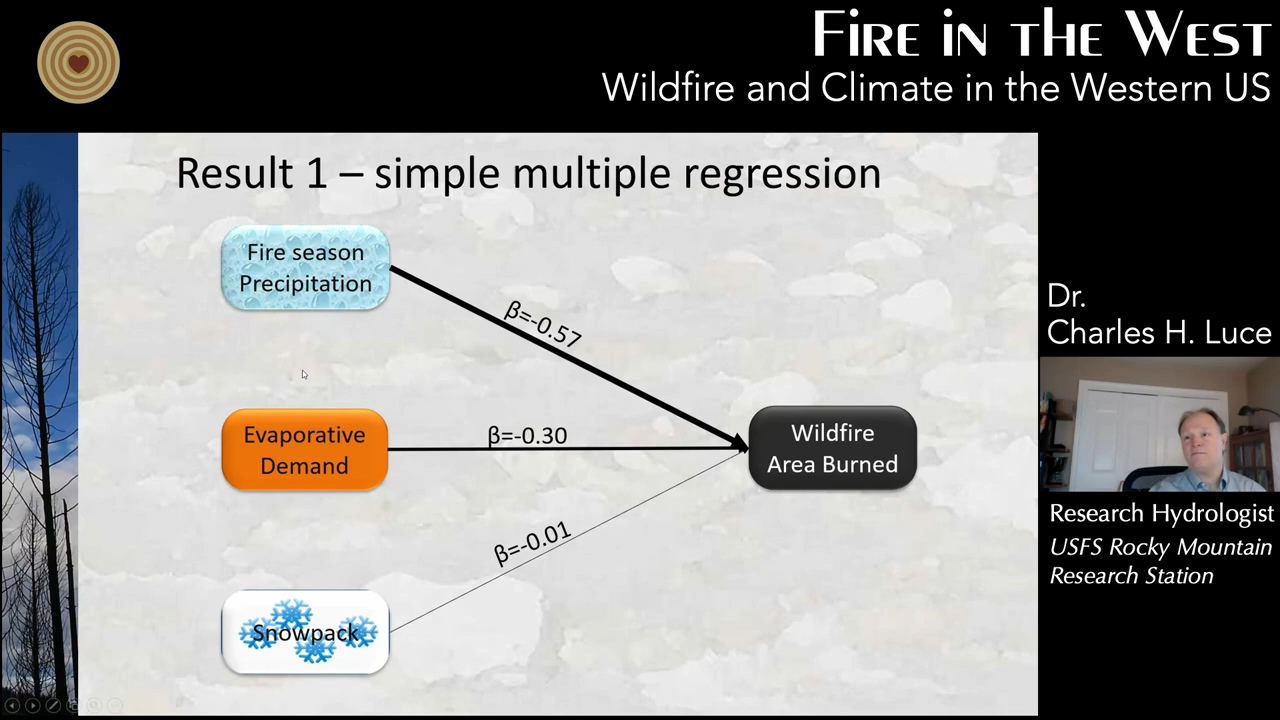 Fire in the West
Wildfire and Climate in the Western US
Result 1 – simple multiple regression
Fire season
Precipitation
β=-0.57
Evaporative
Demand
β=-0.30
Wildfire
Area Burned
β=-0.01
Snowpack
Dr.
Charles H. Luce
Research Hydrologist
USFS Rocky Mountain
Research Station